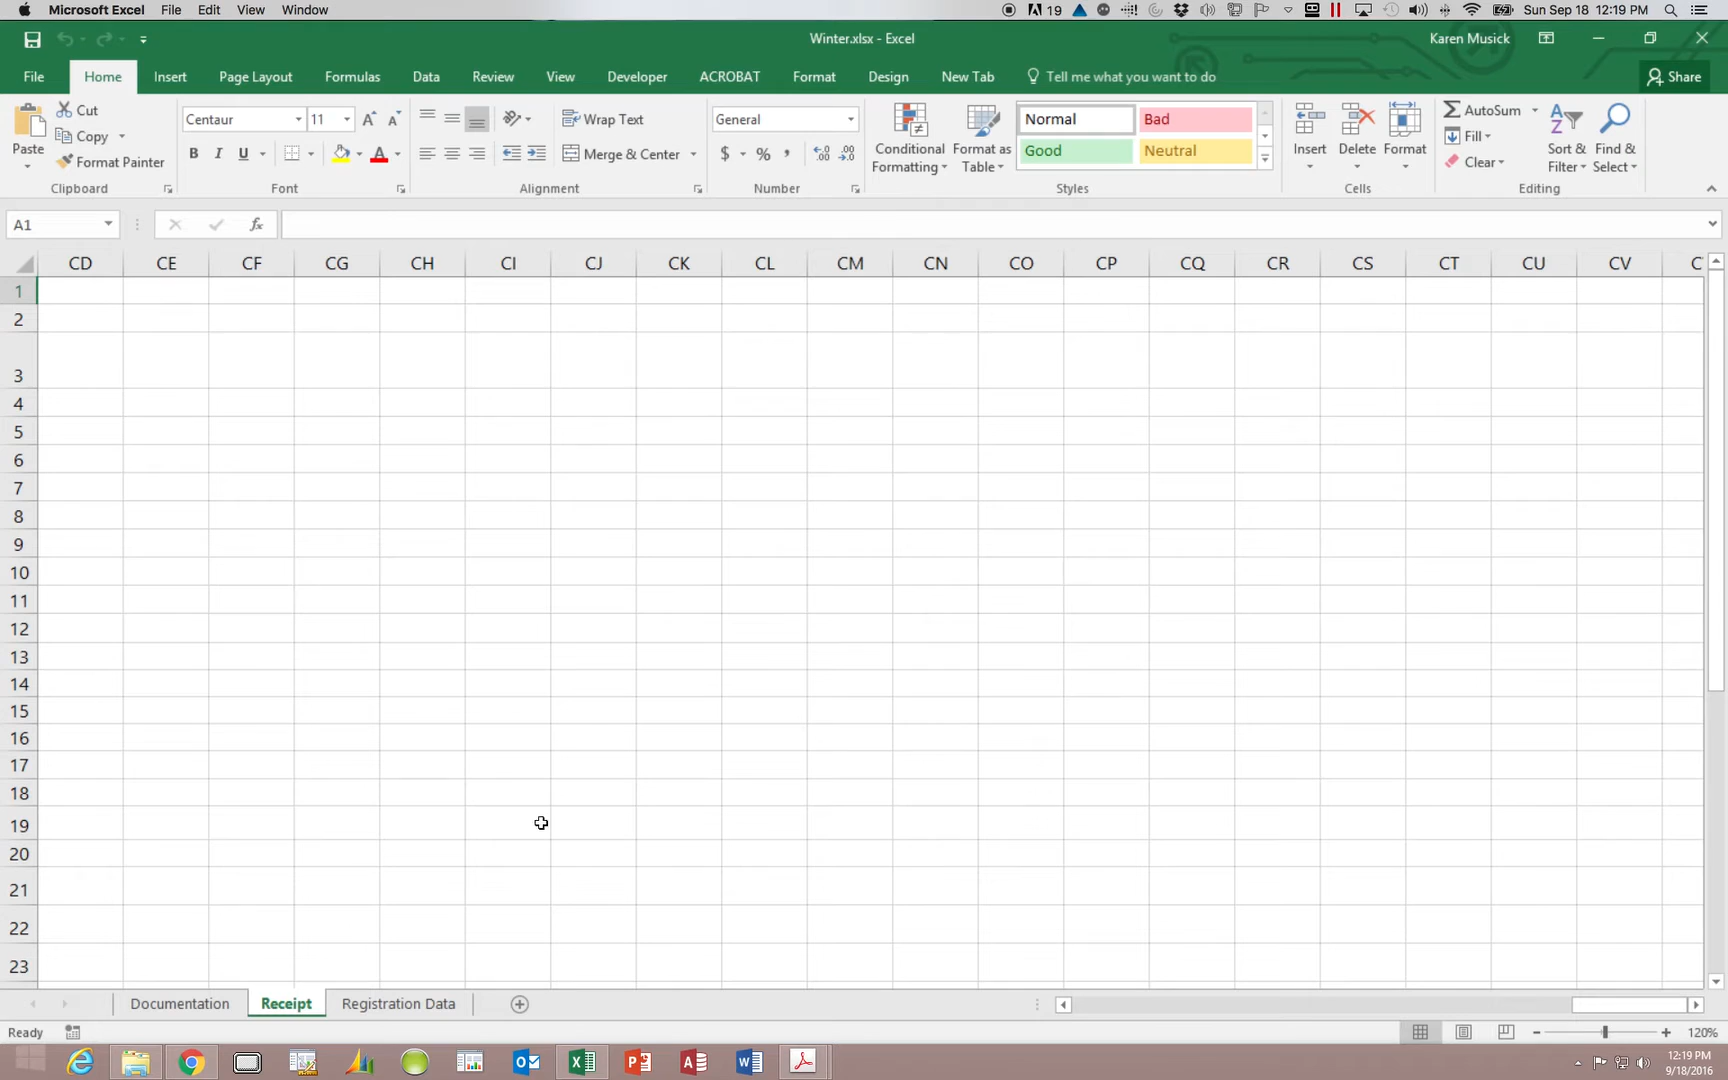 Microsoft Excel File Edit View Window
19 Sun Sep 18 12:19 PM
Winter.xlsx - Excel
Karen Musick
File Home Insert Page Layout Formulas Data Review View Developer ACROBAT Format Design New Tab Tell me what you want to do Share
Paste
Cut
Copy
Format Painter
Clipboard
Centaur 11
B I U
Font
Wrap Text
Merge & Center
Alignment
General
$ % ,
Number
Conditional Formatting
Format as Table
Normal Bad
Good Neutral
Styles
Insert Delete Format
Cells
AutoSum
Fill
Clear
Sort & Filter
Find & Select
Editing
A1
fx
CD CE CF CG CH CI CJ CK CL CM CN CO CP CQ CR CS CT CU CV C
1
2
3
4
5
6
7
8
9
10
11
12
13
14
15
16
17
18
19
20
21
22
23
Documentation Receipt Registration Data
Ready
120%
12:19 PM
9/18/2016